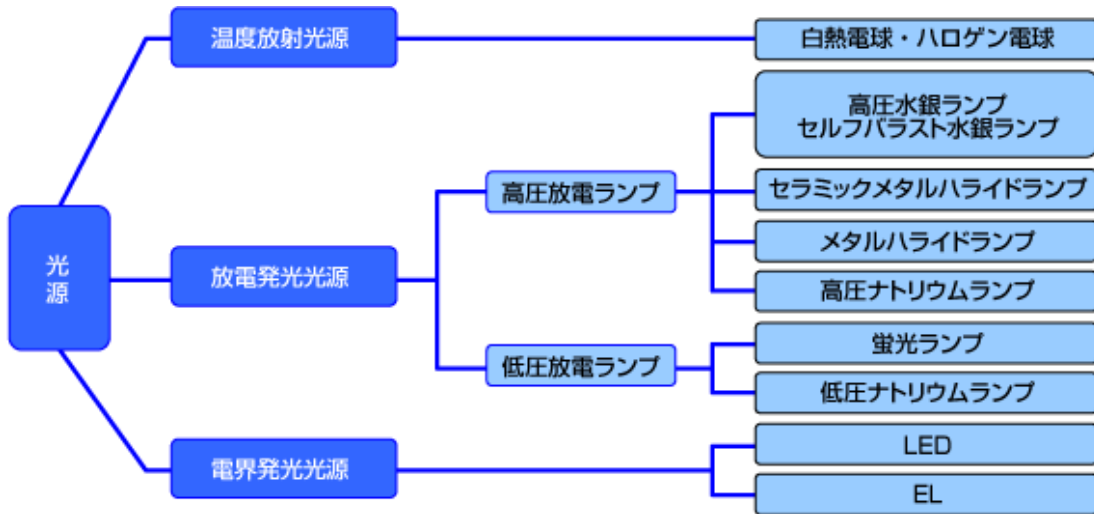 温度放射光源
白熱電球・ハロゲン電球
高圧水銀ランプ
セルフバラスト水銀ランプ
高圧放電ランプ
セラミックメタルハライドランプ
メタルハライドランプ
光源
放電発光光源
高圧ナトリウムランプ
蛍光ランプ
低圧放電ランプ
低圧ナトリウムランプ
LED
電界発光光源
EL